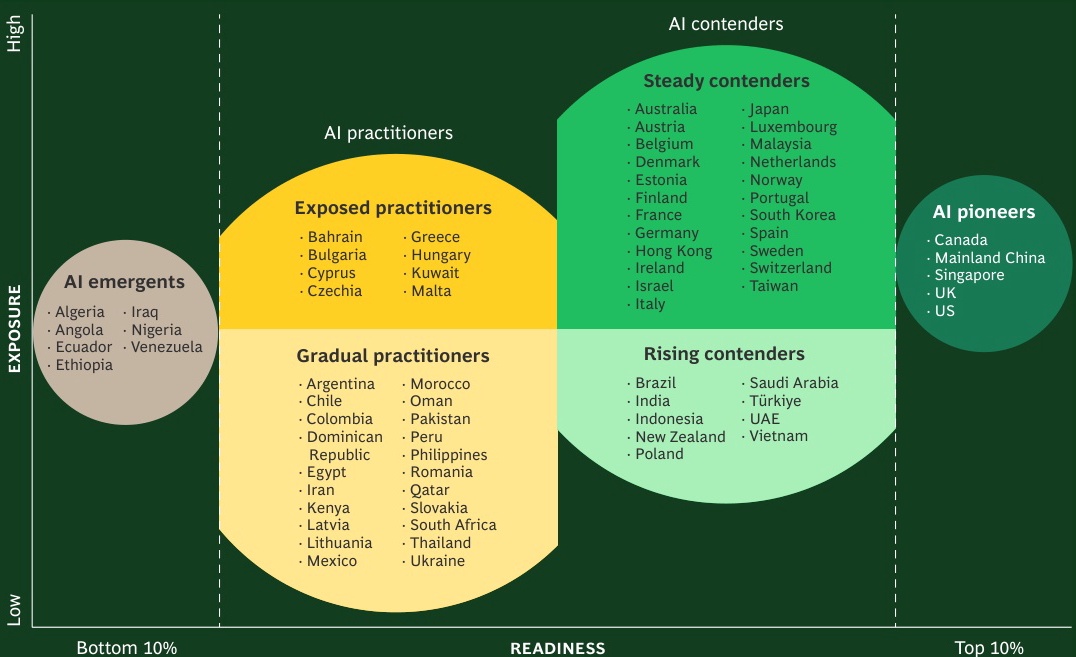 High
EXPOSURE
Low
AI emergents
· Algeria
· Angola
· Ecuador
· Ethiopia
· Iraq
· Nigeria
· Venezuela
AI practitioners
Exposed practitioners
· Bahrain
· Bulgaria
· Cyprus
· Czechia
· Greece
· Hungary
· Kuwait
· Malta
Gradual practitioners
· Argentina
· Chile
· Colombia
· Dominican
Republic
· Egypt
· Iran
· Kenya
· Latvia
· Lithuania
· Mexico
· Morocco
· Oman
· Pakistan
· Peru
· Philippines
· Romania
· Qatar
· Slovakia
· South Africa
· Thailand
· Ukraine
AI contenders
Steady contenders
· Australia
· Austria
· Belgium
· Denmark
· Estonia
· Finland
· France
· Germany
· Hong Kong
· Ireland
· Israel
· Italy
· Japan
· Luxembourg
· Malaysia
· Netherlands
· Norway
· Portugal
· South Korea
· Spain
· Sweden
· Switzerland
· Taiwan
Rising contenders
· Brazil
· India
· Indonesia
· New Zealand
· Poland
· Saudi Arabia
· Türkiye
· UAE
· Vietnam
AI pioneers
· Canada
· Mainland China
· Singapore
· UK
· US
Bottom 10%
READINESS
Top 10%